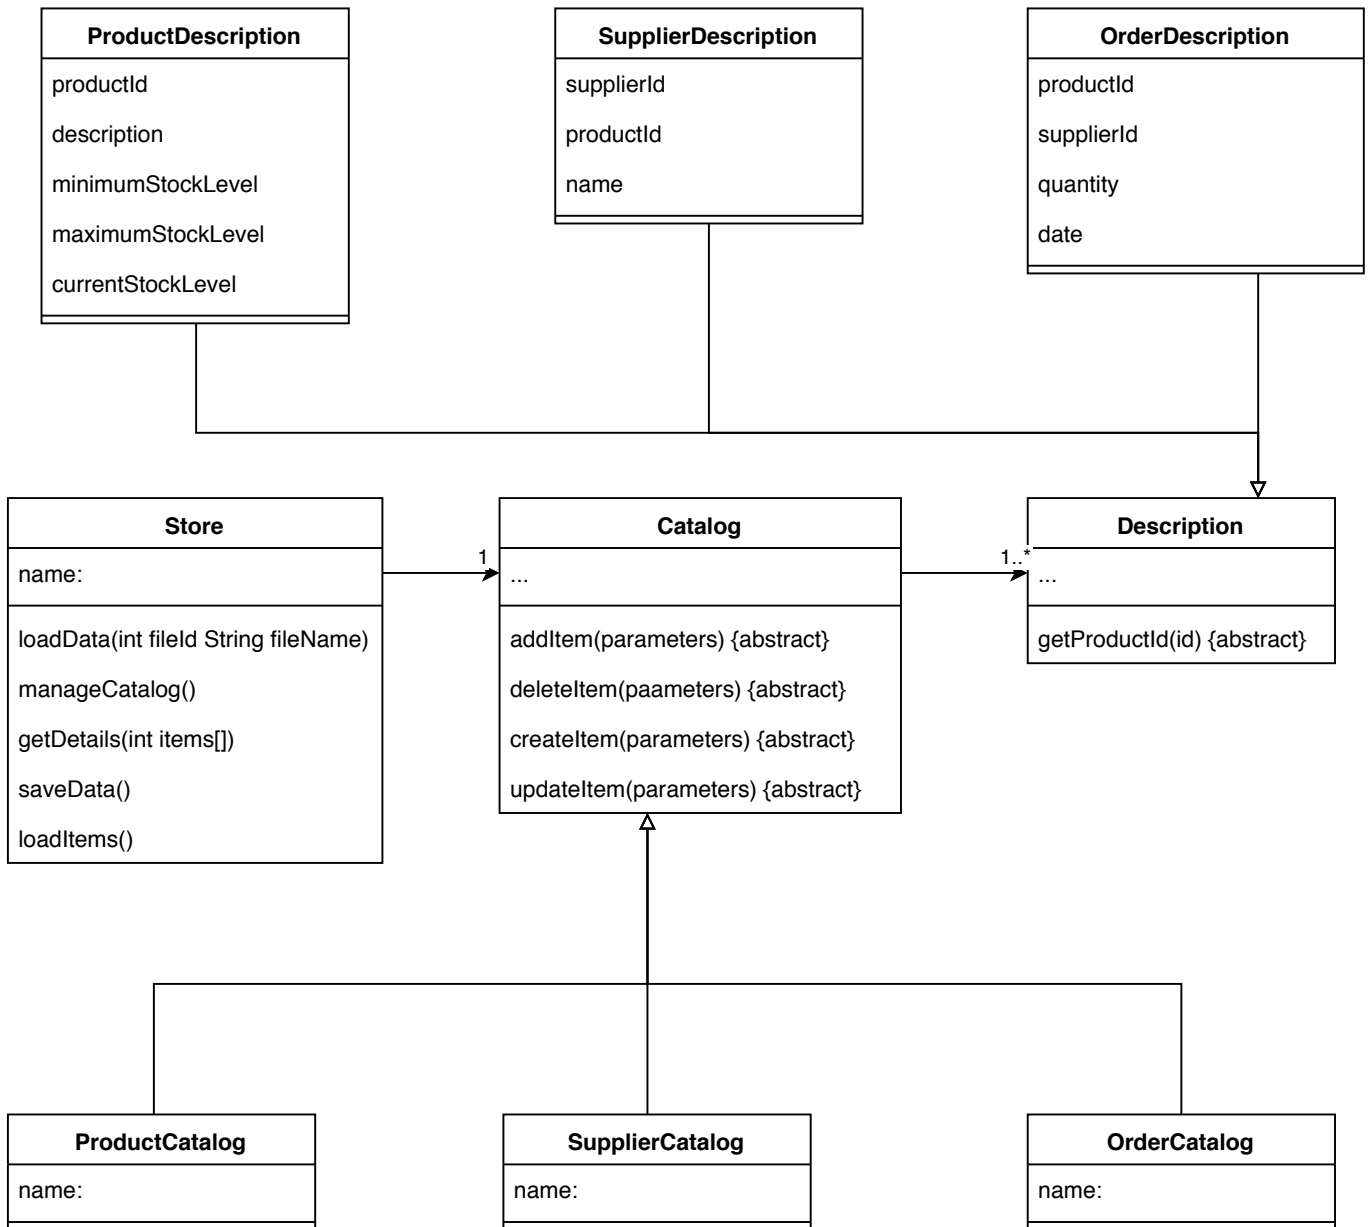 ProductDescription
productId
description
minimumStockLevel
maximumStockLevel
currentStockLevel
SupplierDescription
supplierId
productId
name
OrderDescription
productId
supplierId
quantity
date
Store
name:
loadData(int fileId String fileName)
manageCatalog()
getDetails(int items[])
saveData()
loadItems()
1
Catalog
...
addItem(parameters) {abstract}
deleteItem(paameters) {abstract}
createItem(parameters) {abstract}
updateItem(parameters) {abstract}
1..*
Description
...
getProductId(id) {abstract}
ProductCatalog
name:
SupplierCatalog
name:
OrderCatalog
name: